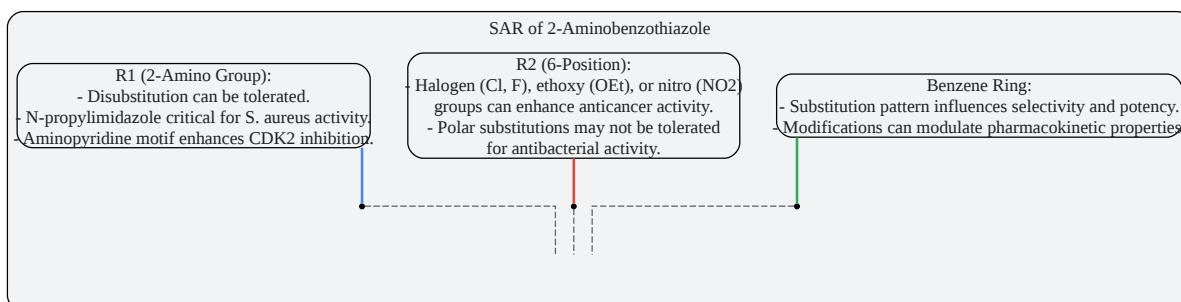 SAR of 2-Aminobenzothiazole
R1 (2-Amino Group):
- Disubstitution can be tolerated.
- N-propylimidazole critical for S. aureus activity.
- Aminopyridine motif enhances CDK2 inhibition.
R2 (6-Position):
- Halogen (Cl, F), ethoxy (OEt), or nitro (NO2)
groups can enhance anticancer activity.
- Polar substitutions may not be tolerated
for antibacterial activity.
Benzene Ring:
- Substitution pattern influences selectivity and potency.
- Modifications can modulate pharmacokinetic properties